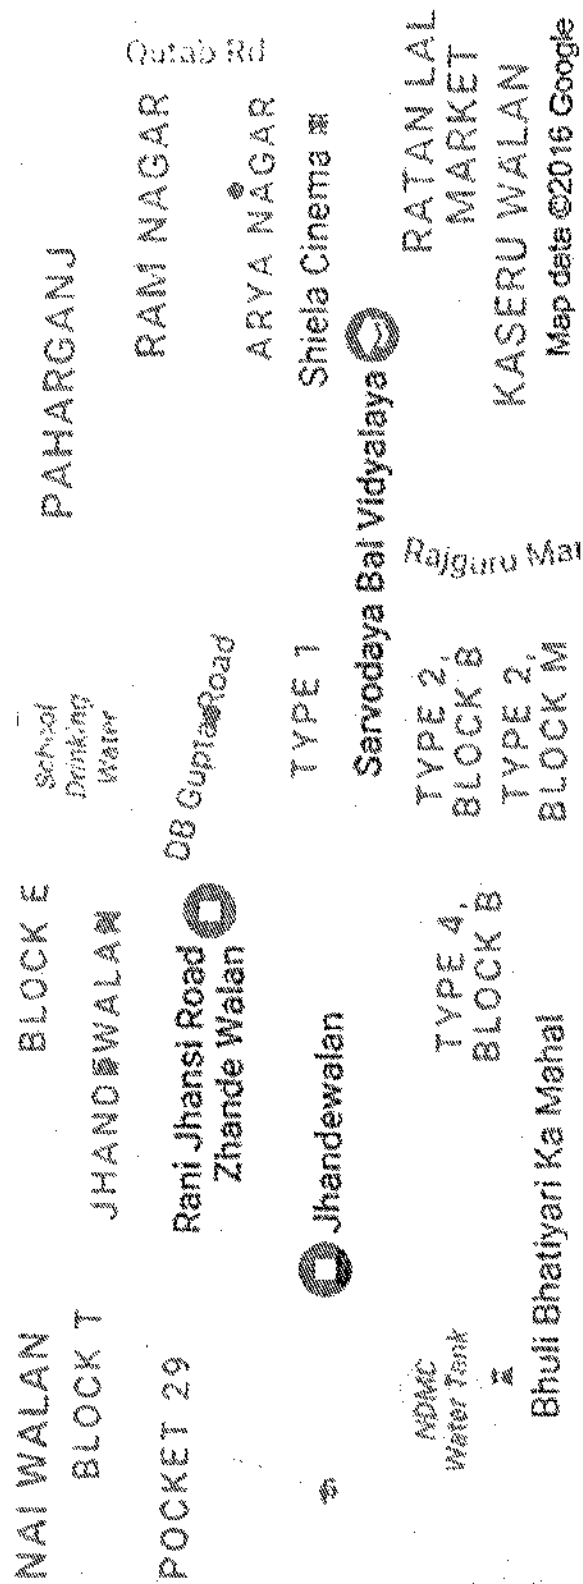 NAI WALAN
BLOCK T
POCKET 29
BLOCK E
JHANDEWALAN
Rani Jhansi Road
Zhande Walan
Jhandewalan
NDMC
Water Tank
Bhuli Bhatiyari Ka Mahal
TYPE 4,
BLOCK B
School
Drinking
Water
DB Gupta Road
TYPE 1
Sarvodaya Bal Vidyalaya
TYPE 2,
BLOCK B
TYPE 2,
BLOCK M
PAHARGANJ
Qutab Rd
RAM NAGAR
ARYA NAGAR
Shiela Cinema
Rajguru Mar
RATAN LAL
MARKET
KASERU WALAN
Map data ©2016 Google